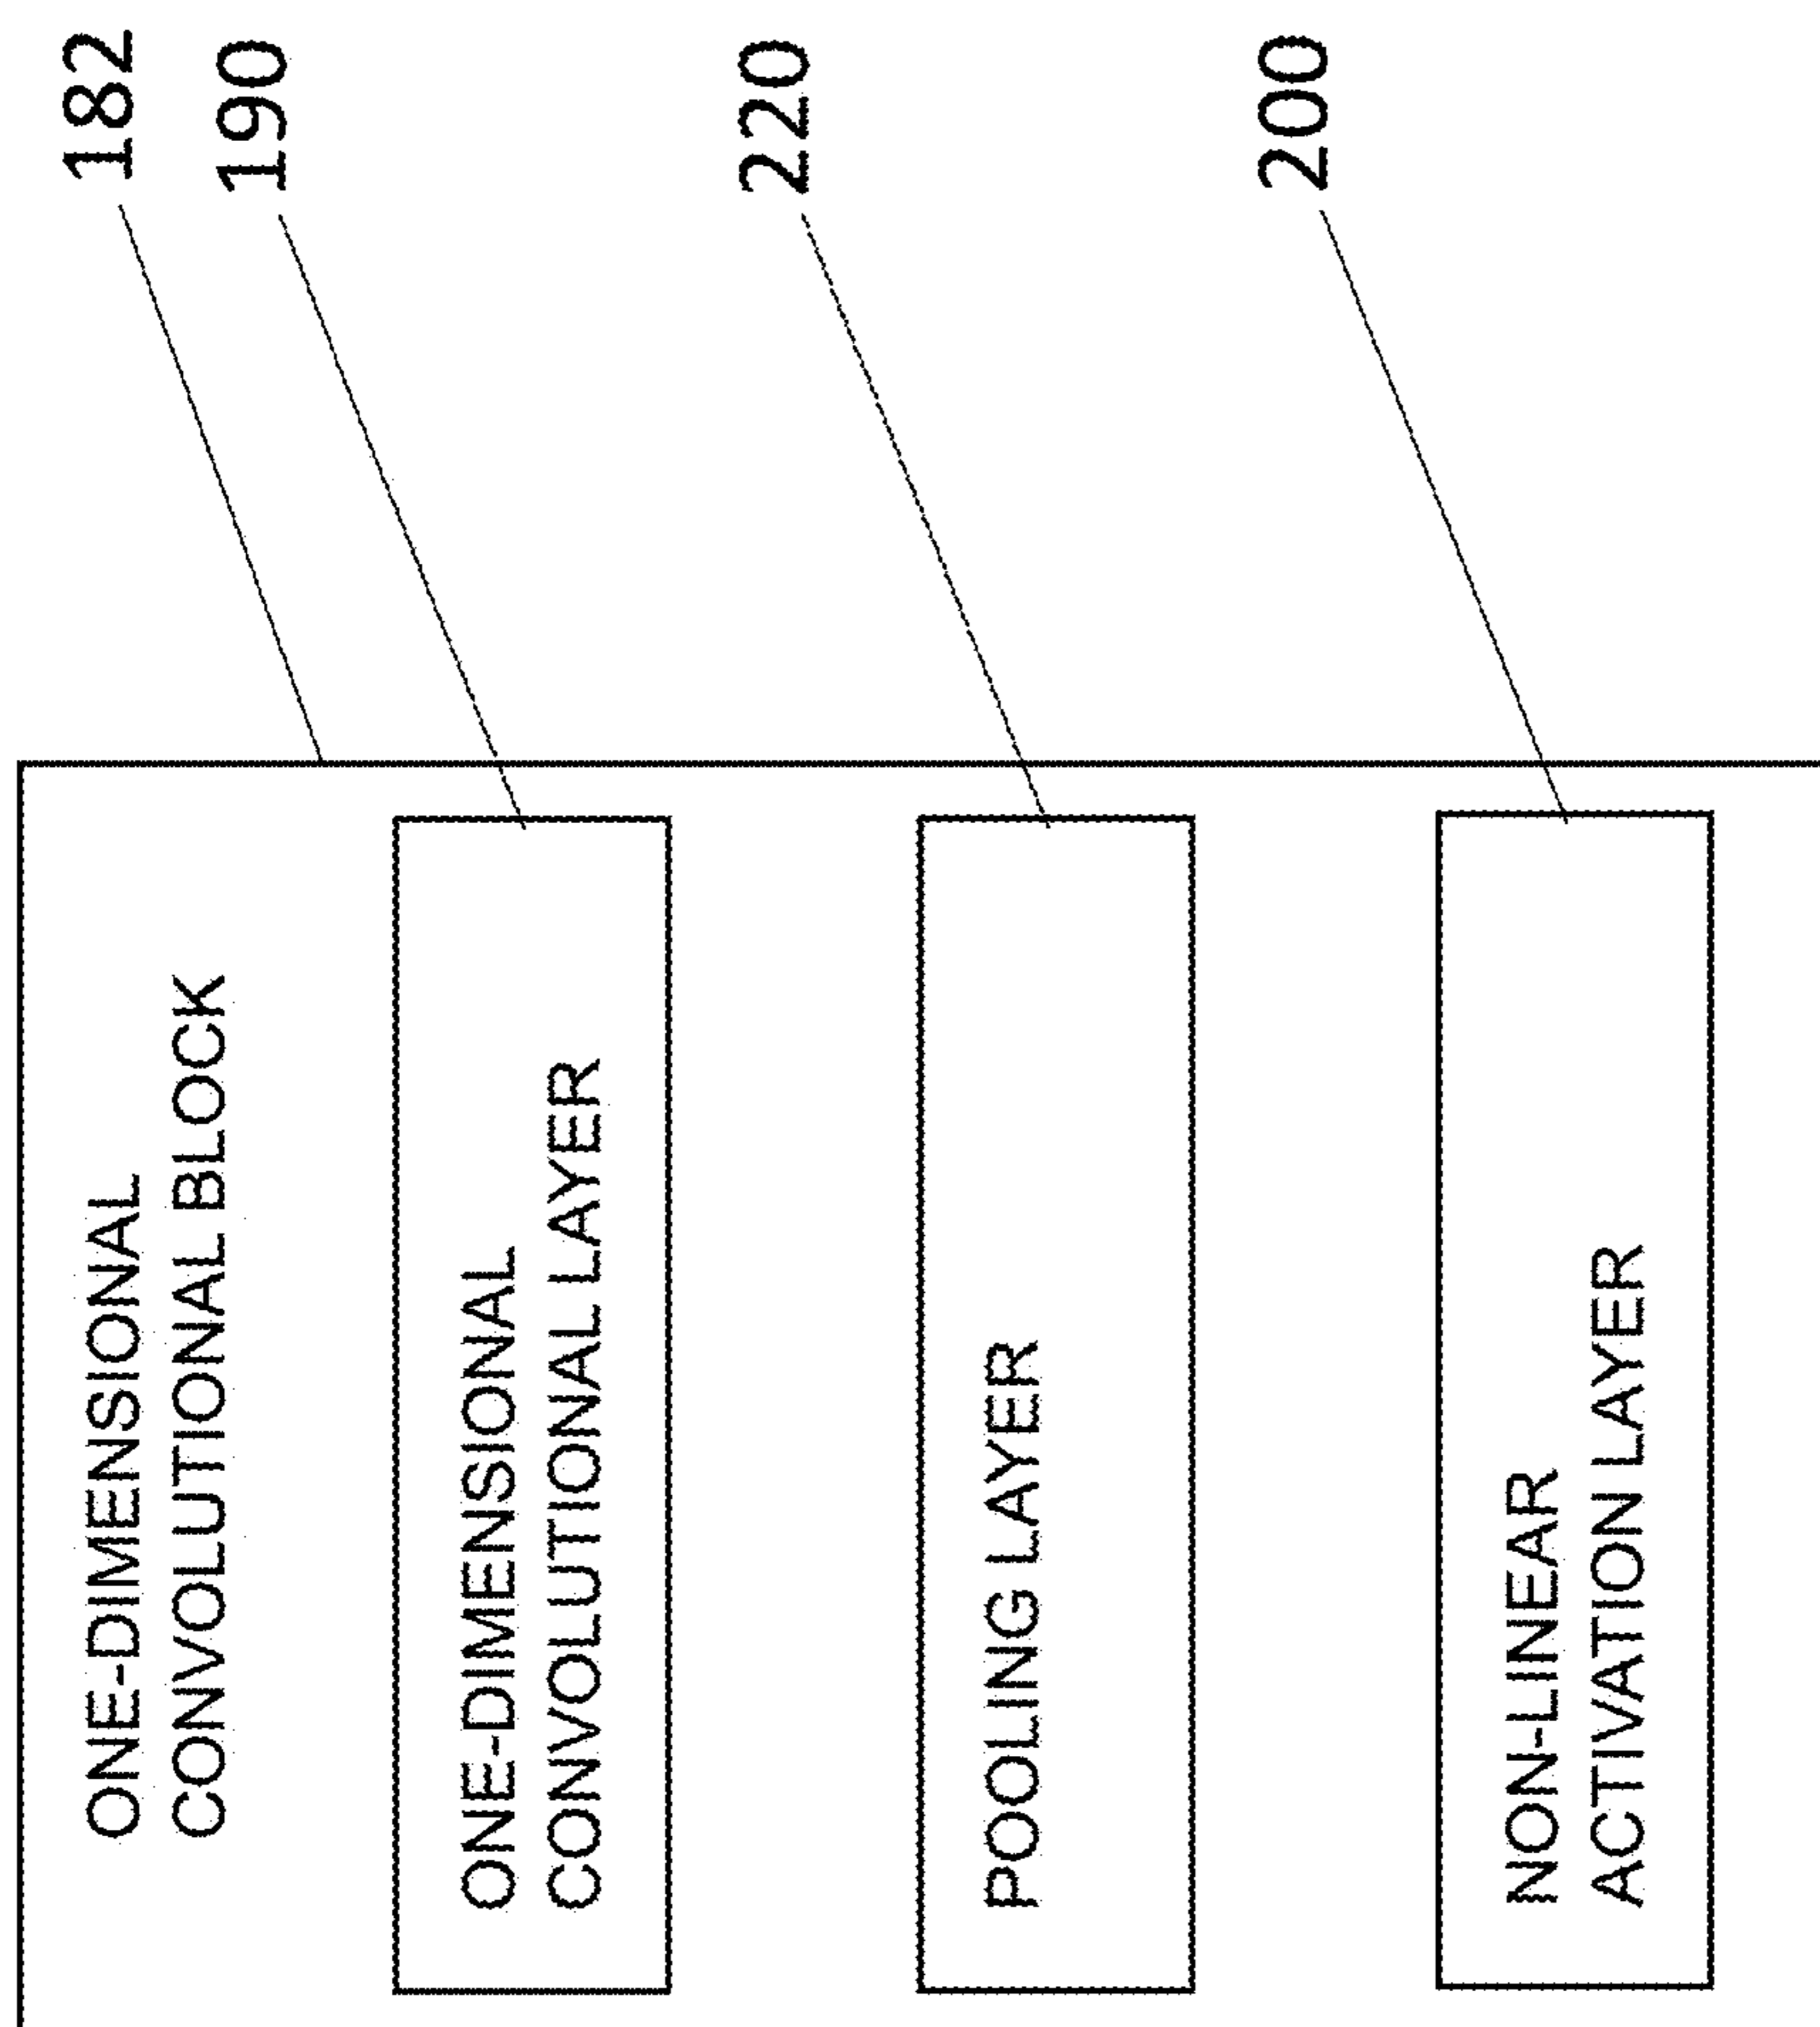 ONE-DIMENSIONAL
CONVOLUTIONAL BLOCK
182
ONE-DIMENSIONAL
CONVOLUTIONAL LAYER
190
POOLING LAYER
220
NON-LINEAR
ACTIVATION LAYER
200